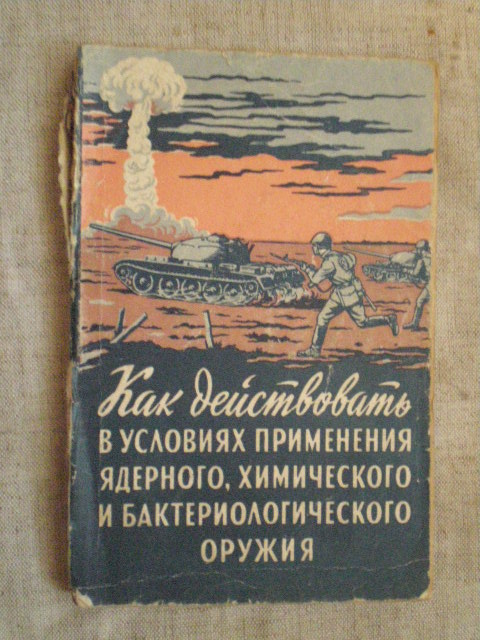 Как действовать
В УСЛОВИЯХ ПРИМЕНЕНИЯ
ЯДЕРНОГО, ХИМИЧЕСКОГО
И БАКТЕРИОЛОГИЧЕСКОГО
ОРУЖИЯ